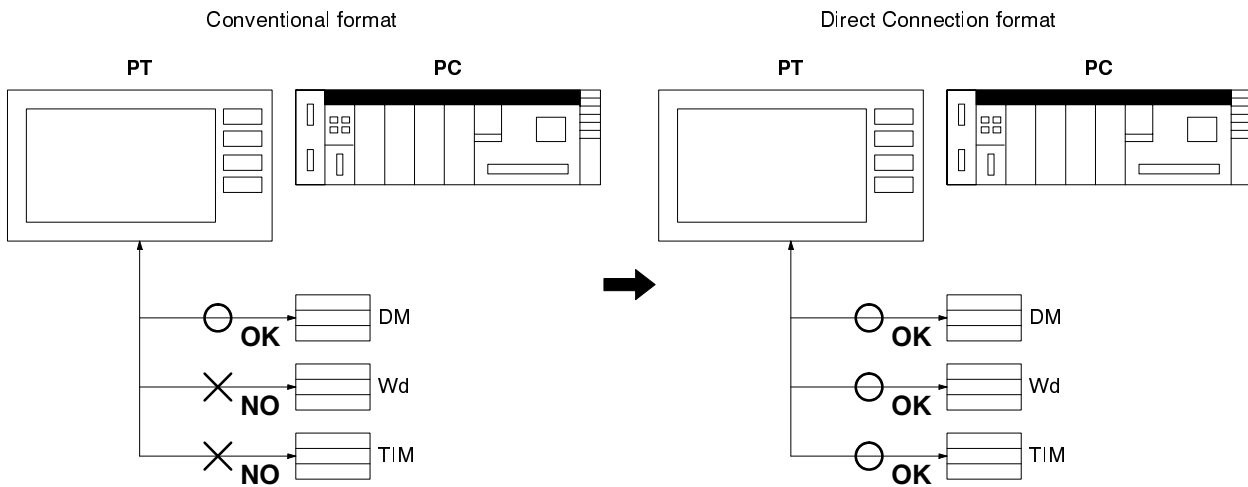 Conventional format
PT
PC
OK
DM
NO
Wd
NO
TIM
Direct Connection format
PT
PC
OK
DM
OK
Wd
OK
TIM